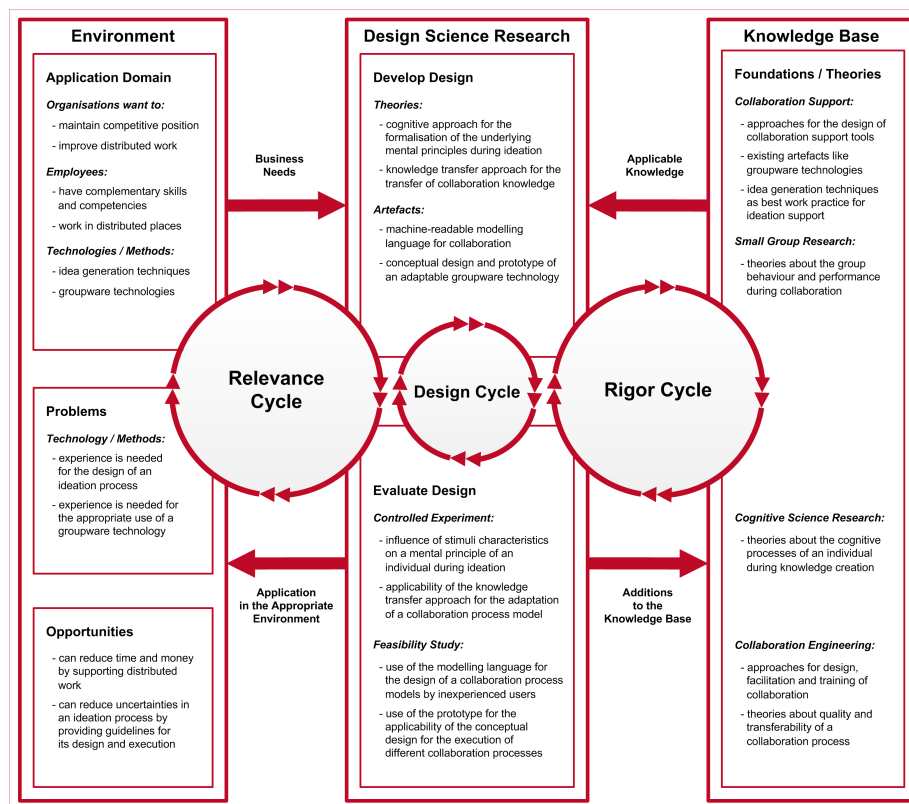 Environment
Application Domain
Organisations want to:
- maintain competitive position
- improve distributed work
Employees:
- have complementary skills
and competencies
- work in distributed places
Technologies / Methods:
- idea generation techniques
- groupware technologies
Problems
Technology / Methods:
- experience is needed
for the design of an
ideation process
- experience is needed for
the appropriate use of a
groupware technology
Opportunities
- can reduce time and money
by supporting distributed
work
- can reduce uncertainties in
an ideation process by
providing guidelines for
its design and execution
Business
Needs
Relevance
Cycle
Application
in the Appropriate
Environment
Design Science Research
Develop Design
Theories:
- cognitive approach for the
formalisation of the underlying
mental principles during ideation
- knowledge transfer approach for the
transfer of collaboration knowledge
Artefacts:
- machine-readable modelling
language for collaboration
- conceptual design and prototype of
an adaptable groupware technology
Design Cycle
Evaluate Design
Controlled Experiment:
- influence of stimuli characteristics
on a mental principle of an
individual during ideation
- applicability of the knowledge
transfer approach for the adaptation
of a collaboration process model
Feasibility Study:
- use of the modelling language for
the design of a collaboration process
models by inexperienced users
- use of the prototype for the
applicability of the conceptual
design for the execution of
different collaboration processes
Applicable
Knowledge
Rigor Cycle
Additions
to the
Knowledge Base
Knowledge Base
Foundations / Theories
Collaboration Support:
- approaches for the design of
collaboration support tools
- existing artefacts like
groupware technologies
- idea generation techniques
as best work practice for
ideation support
Small Group Research:
- theories about the group
behaviour and performance
during collaboration
Cognitive Science Research:
- theories about the cognitive
processes of an individual
during knowledge creation
Collaboration Engineering:
- approaches for design,
facilitation and training of
collaboration
- theories about quality and
transferability of a
collaboration process